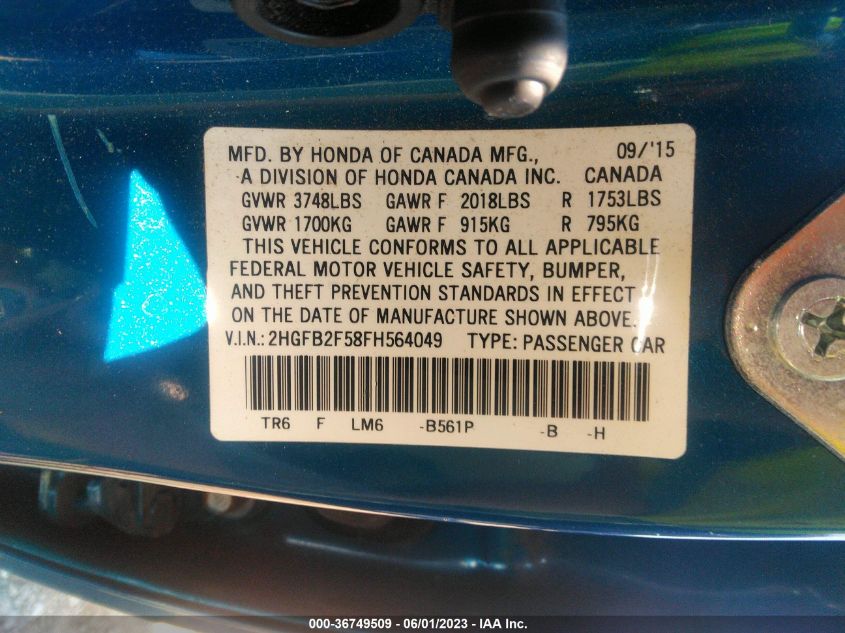 MFD. BY HONDA OF CANADA MFG., 09/'15
A DIVISION OF HONDA CANADA INC. CANADA
GVWR 3748LBS GAWR F 2018LBS R 1753LBS
GVWR 1700KG GAWR F 915KG R 795KG
THIS VEHICLE CONFORMS TO ALL APPLICABLE
FEDERAL MOTOR VEHICLE SAFETY, BUMPER,
AND THEFT PREVENTION STANDARDS IN EFFECT
ON THE DATE OF MANUFACTURE SHOWN ABOVE.
V.I.N.: 2HGFB2F58FH564049 TYPE: PASSENGER CAR
TR6 F LM6 -B561P -B -H
000-36749509 - 06/01/2023 - IAA Inc.